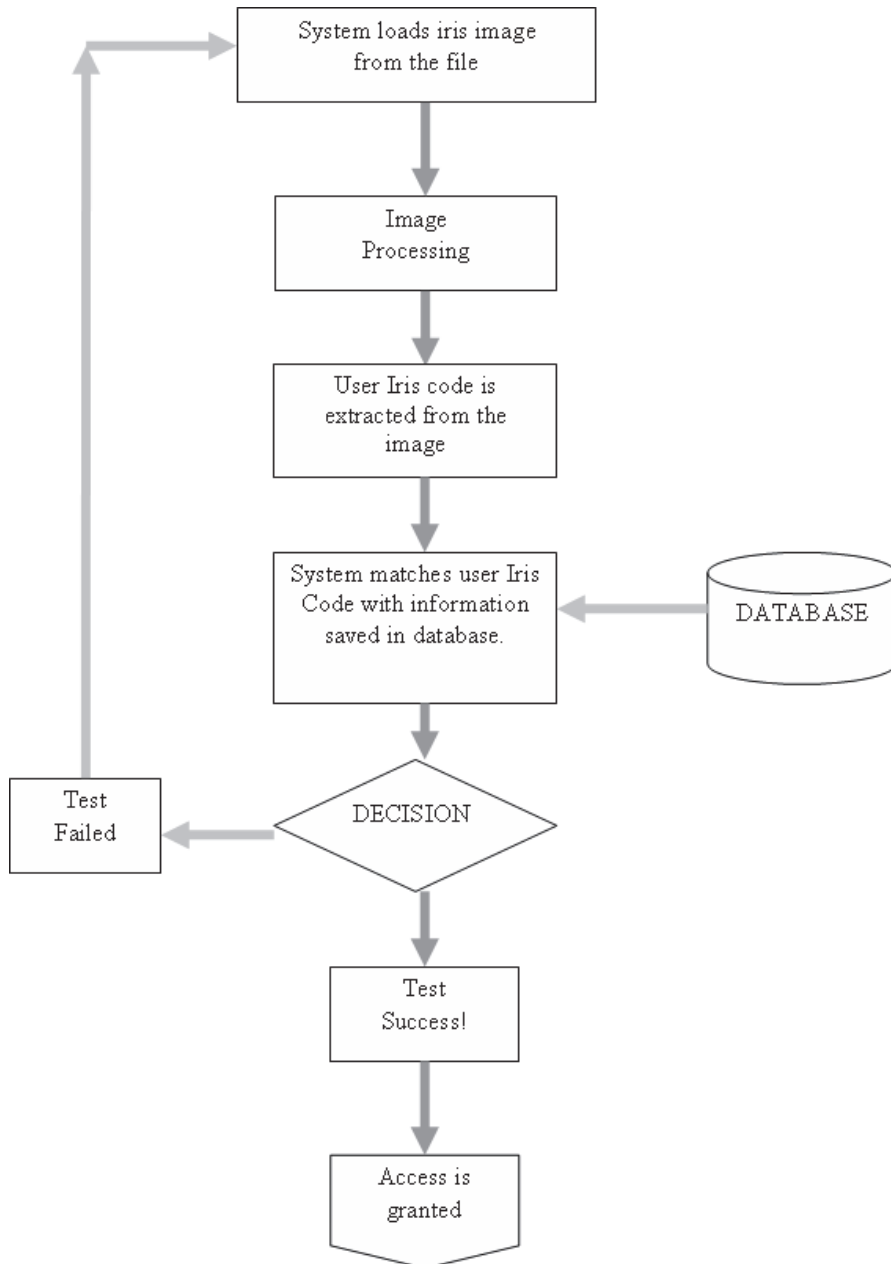 System loads iris image
from the file
Image
Processing
User Iris code is
extracted from the
image
System matches user Iris
Code with information
saved in database.
DATABASE
DECISION
Test
Failed
Test
Success!
Access is
granted